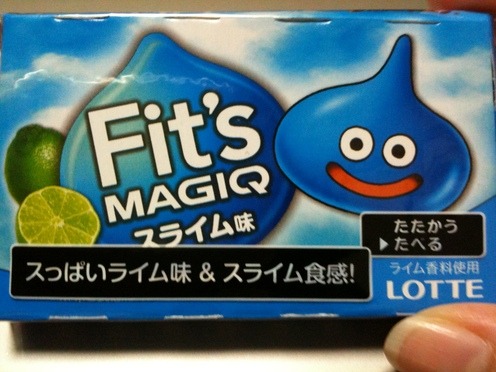 Fit's
MAGIQ
スライム味
たたかう
▶たべる
すっぱいライム味 & スライム食感!
ライム香料使用
LOTTE